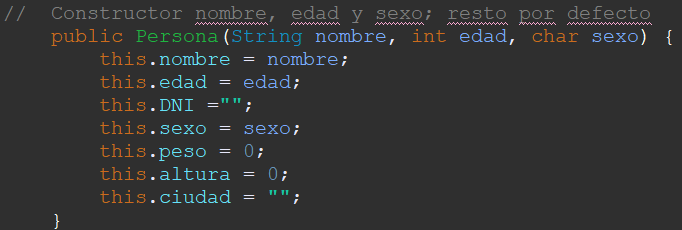 //  Constructor nombre, edad y sexo; resto por defecto
    public Persona(String nombre, int edad, char sexo) {
        this.nombre = nombre;
        this.edad = edad;
        this.DNI ="";
        this.sexo = sexo;
        this.peso = 0;
        this.altura = 0;
        this.ciudad = "";
    }